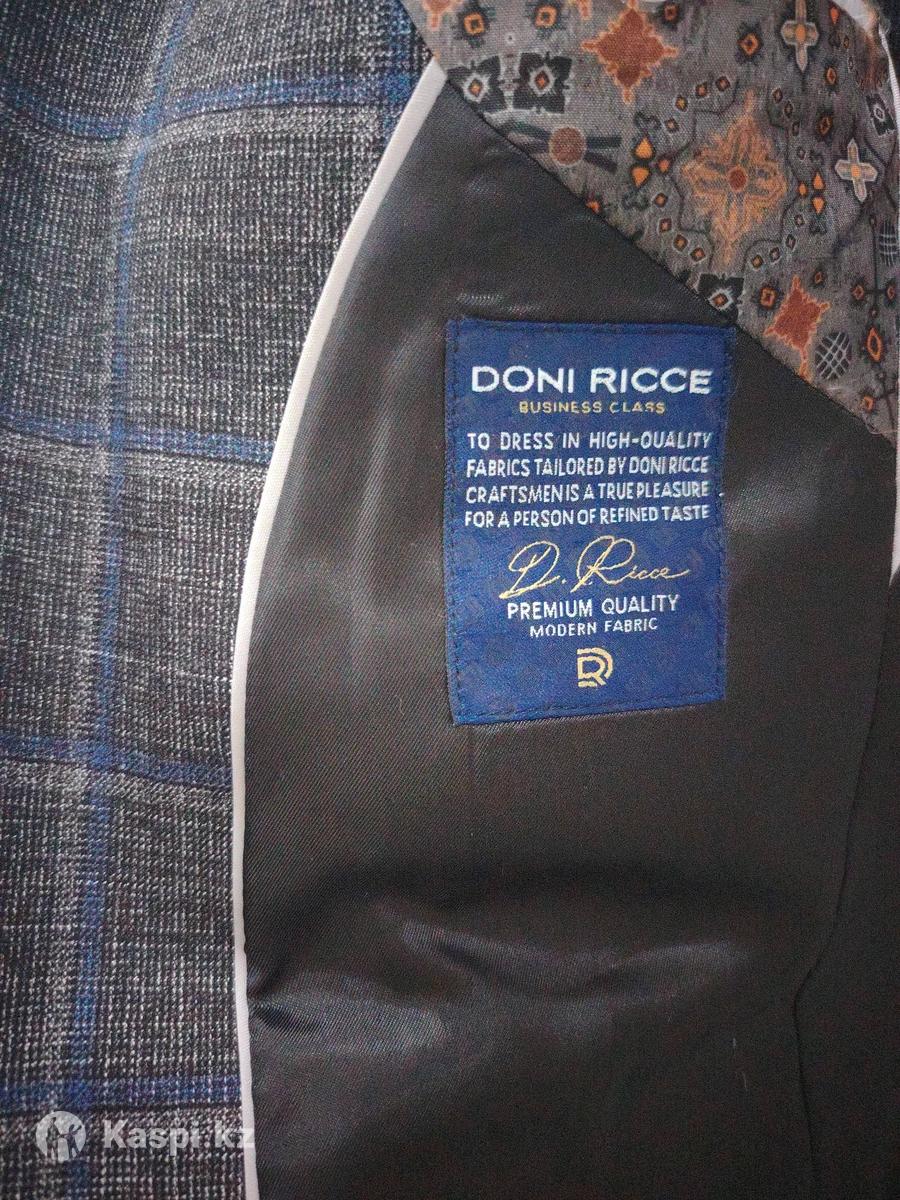 DONI RICCE
BUSINESS CLASS
TO DRESS IN HIGH-QUALITY
FABRICS TAILORED BY DONI RICCE
CRAFTSMEN IS A TRUE PLEASURE
FOR A PERSON OF REFINED TASTE
D. Ricce
PREMIUM QUALITY
MODERN FABRIC
DR
Kaspi.kz